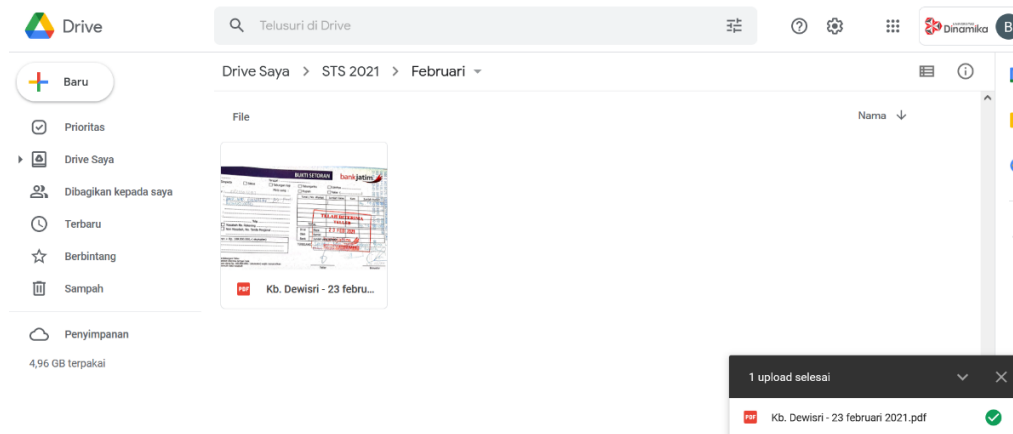 Drive
Telusuri di Drive
Dinamika
B
Baru
Drive Saya > STS 2021 > Februari
Prioritas
File
Nama
Drive Saya
Dibagikan kepada saya
Terbaru
Berbintang
Sampah
BUKTI SETORAN
bankjatim
TELAH DITERIMA
PDF
Kb. Dewisri - 23 febru...
Penyimpanan
4,96 GB terpakai
1 upload selesai
PDF
Kb. Dewisri - 23 februari 2021.pdf